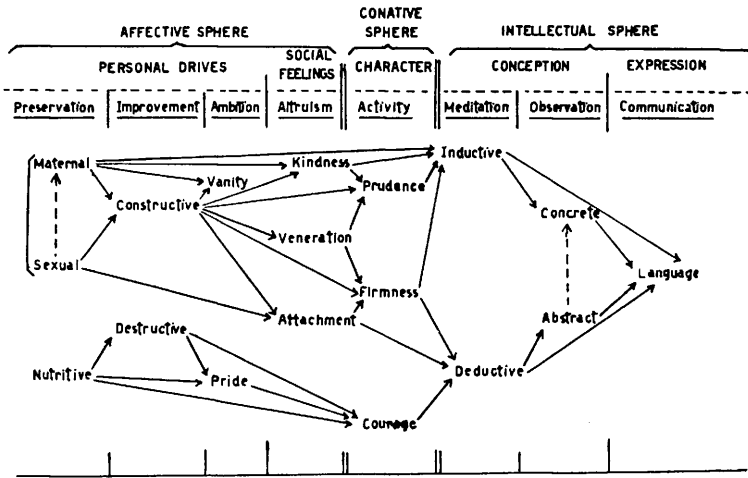 AFFECTIVE SPHERE
CONATIVE
SPHERE
INTELLECTUAL SPHERE
PERSONAL DRIVES
SOCIAL
FEELINGS
CHARACTER
CONCEPTION
EXPRESSION
Preservation
Improvement
Ambition
Altruism
Activity
Meditation
Observation
Communication
Maternal
Kindness
Inductive
Vanity
Prudance
Constructive
Concrete
Veneration
Sexual
Language
Firmness
Attachment
Abstract
Destructive
Nutritive
Pride
Deductive
Courage